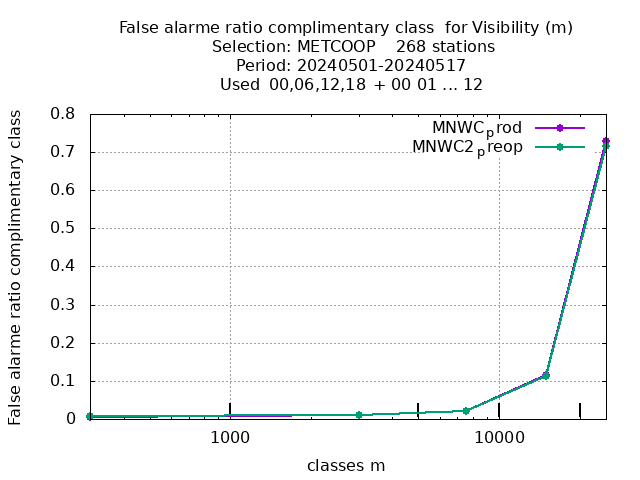 False alarme ratio complimentary class  for Visibility (m)
Selection: METCOOP    268 stations
Period: 20240501-20240517
Used  00,06,12,18  + 00 01 ... 12
False alarme ratio complimentary class
MNWCprod
MNWC2preop
0.8
0.7
0.6
0.5
0.4
0.3
0.2
0.1
0
1000
10000
classes m